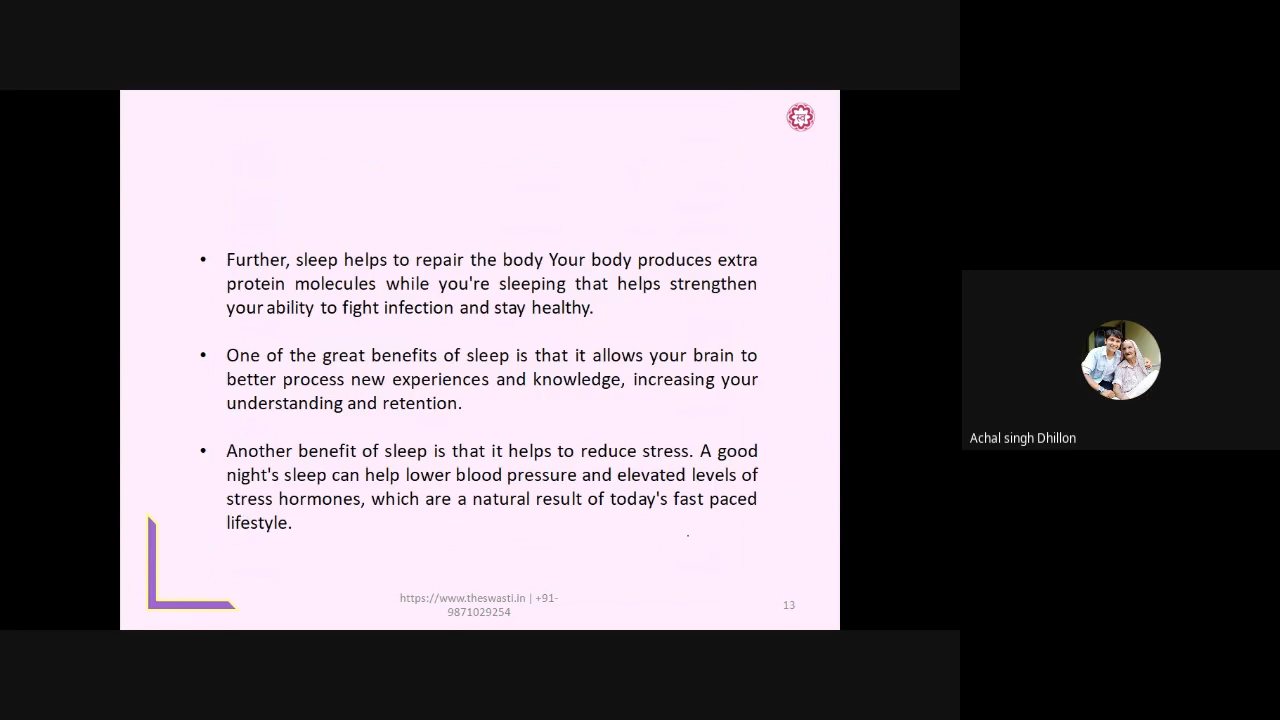 • Further, sleep helps to repair the body Your body produces extra
protein molecules while you're sleeping that helps strengthen
your ability to fight infection and stay healthy.
• One of the great benefits of sleep is that it allows your brain to
better process new experiences and knowledge, increasing your
understanding and retention.
• Another benefit of sleep is that it helps to reduce stress. A good
night's sleep can help lower blood pressure and elevated levels of
stress hormones, which are a natural result of today's fast paced
lifestyle.
https://www.theswasti.in | +91-
9871029254
13
Achal singh Dhillon